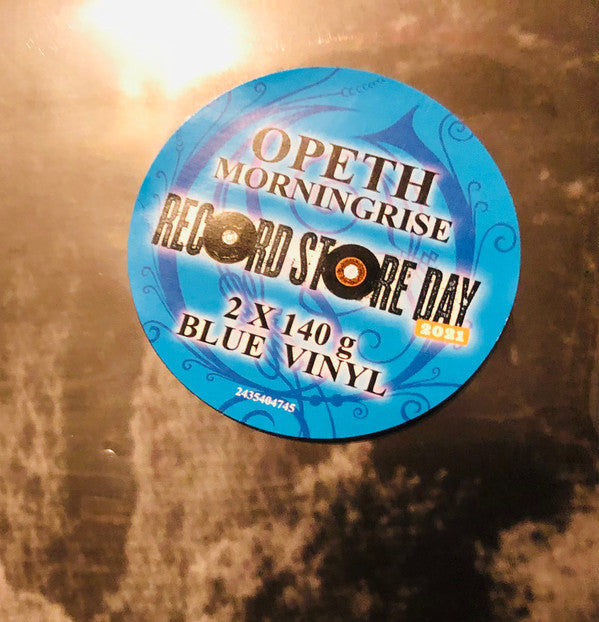 OPETH
MORNINGRISE
RECORD STORE DAY
2021
2 X 140 g
BLUE VINYL
2435404745